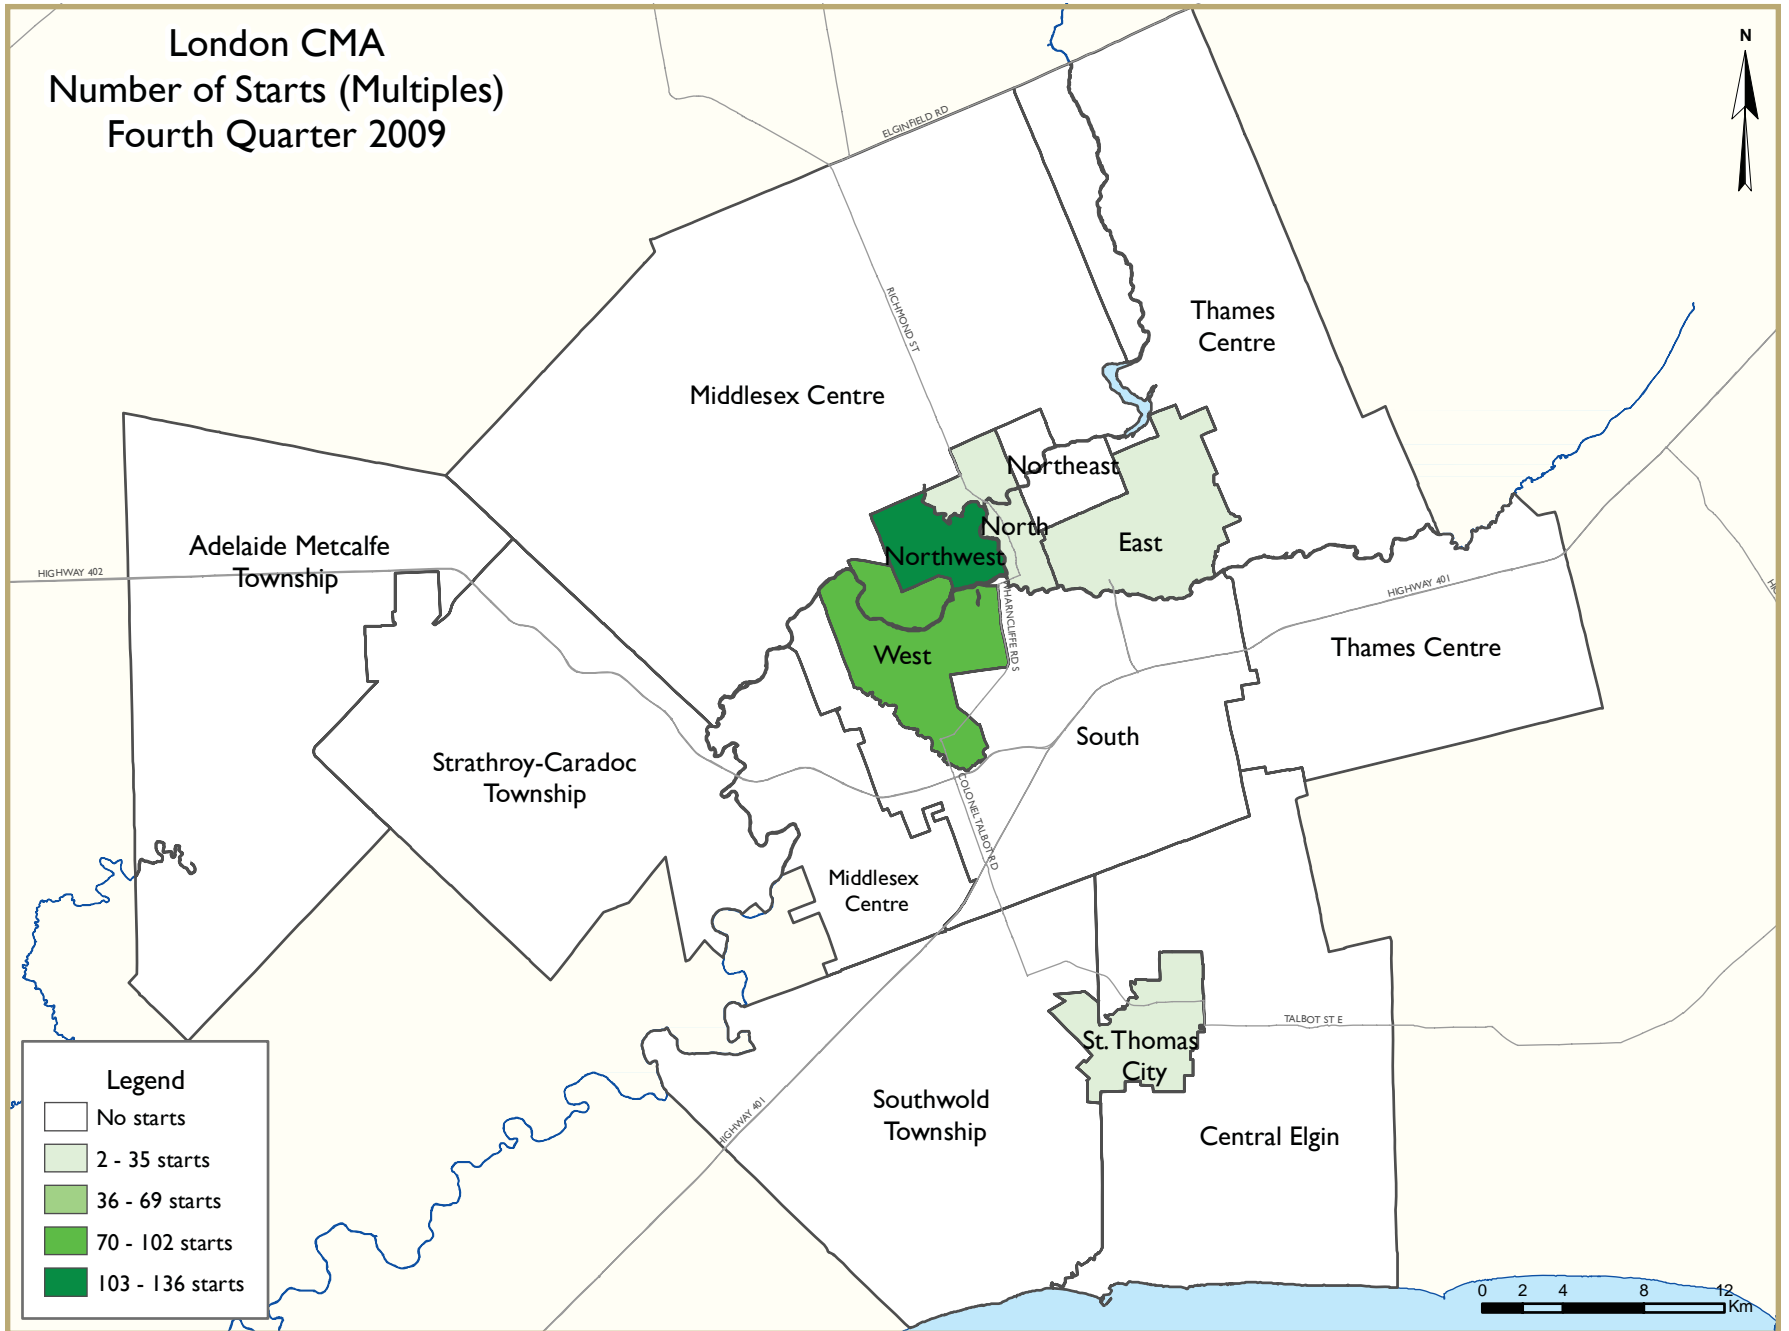 London CMA
Number of Starts (Multiples)
Fourth Quarter 2009
N
ELGINFIELD RD
RICHMOND ST
Thames
Centre
Middlesex Centre
Northeast
North
East
Northwest
Adelaide Metcalfe
Township
HIGHWAY 402
HIGHWAY 401
WHARNCLIFFE RD S
West
Thames Centre
South
Strathroy-Caradoc
Township
COLONEL TALBOT RD
Middlesex
Centre
TALBOT ST E
St. Thomas
City
Southwold
Township
HIGHWAY 401
Central Elgin
Legend
No starts
2 - 35 starts
36 - 69 starts
70 - 102 starts
103 - 136 starts
0 2 4 8 12
Km